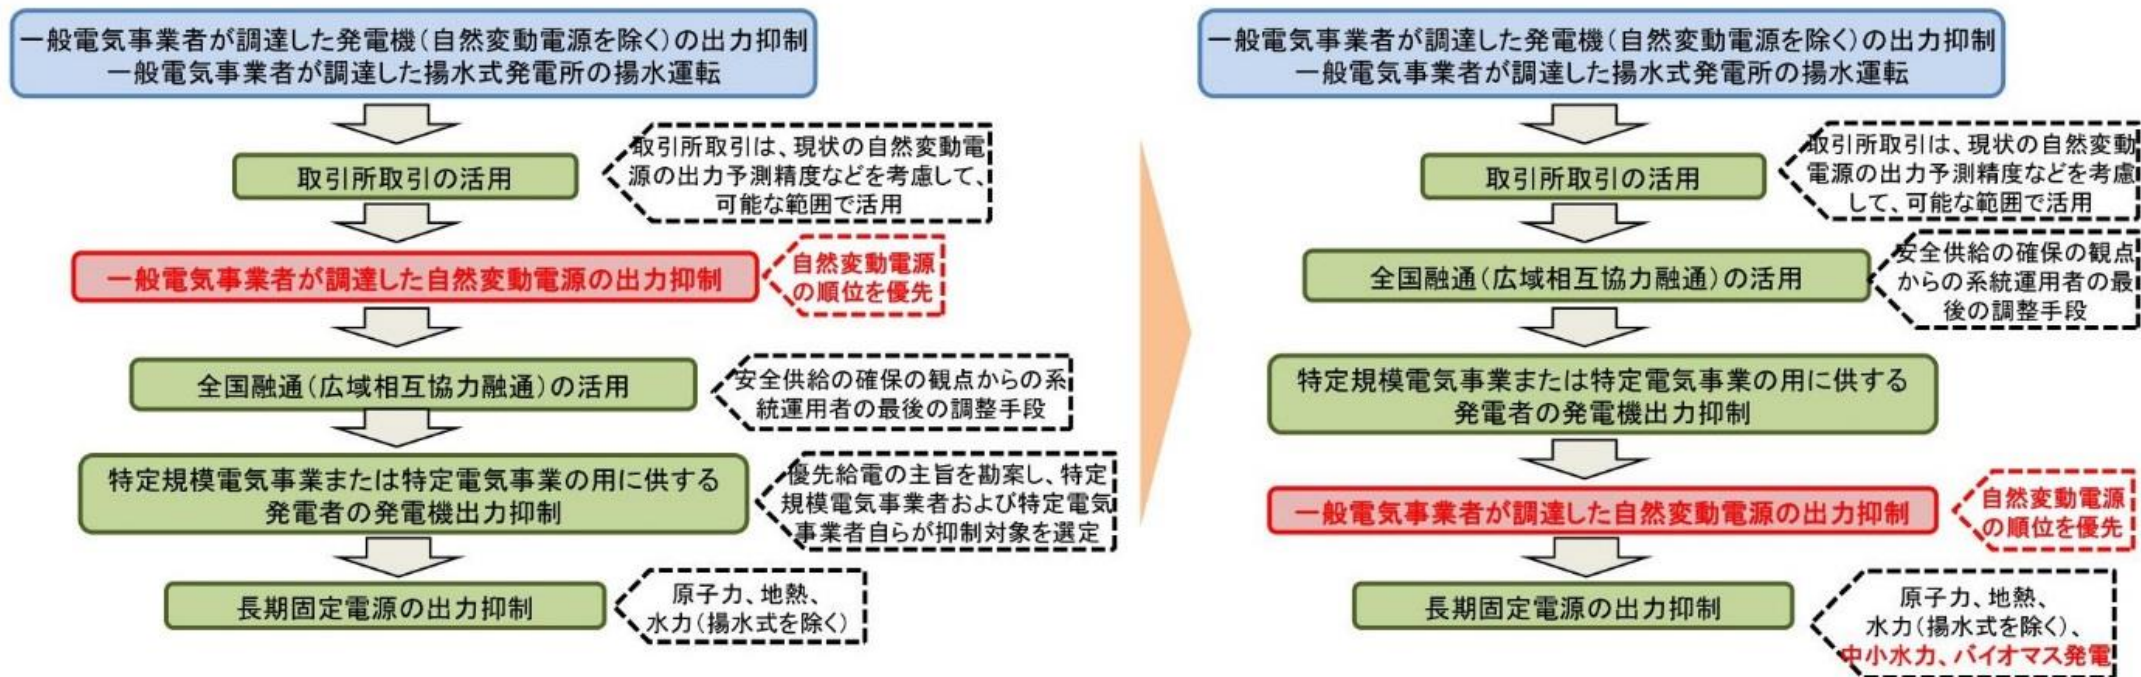 一般電気事業者が調達した発電機(自然変動電源を除く)の出力抑制
一般電気事業者が調達した揚水式発電所の揚水運転
取引所取引の活用
取引所取引は、現状の自然変動電
源の出力予測精度などを考慮して、
可能な範囲で活用
一般電気事業者が調達した自然変動電源の出力抑制
自然変動電源
の順位を優先
全国融通(広域相互協力融通)の活用
安全供給の確保の観点からの系
統運用者の最後の調整手段
特定規模電気事業または特定電気事業の用に供する
発電者の発電機出力抑制
優先給電の主旨を勘案し、特定
規模電気事業者および特定電気
事業者自らが抑制対象を選定
長期固定電源の出力抑制
原子力、地熱、
水力(揚水式を除く)
一般電気事業者が調達した発電機(自然変動電源を除く)の出力抑制
一般電気事業者が調達した揚水式発電所の揚水運転
取引所取引の活用
取引所取引は、現状の自然変動
電源の出力予測精度などを考慮
して、可能な範囲で活用
全国融通(広域相互協力融通)の活用
安全供給の確保の観点
からの系統運用者の最
後の調整手段
特定規模電気事業または特定電気事業の用に供する
発電者の発電機出力抑制
一般電気事業者が調達した自然変動電源の出力抑制
自然変動電源
の順位を優先
長期固定電源の出力抑制
原子力、地熱、
水力(揚水式を除く)、
中小水力、バイオマス発電